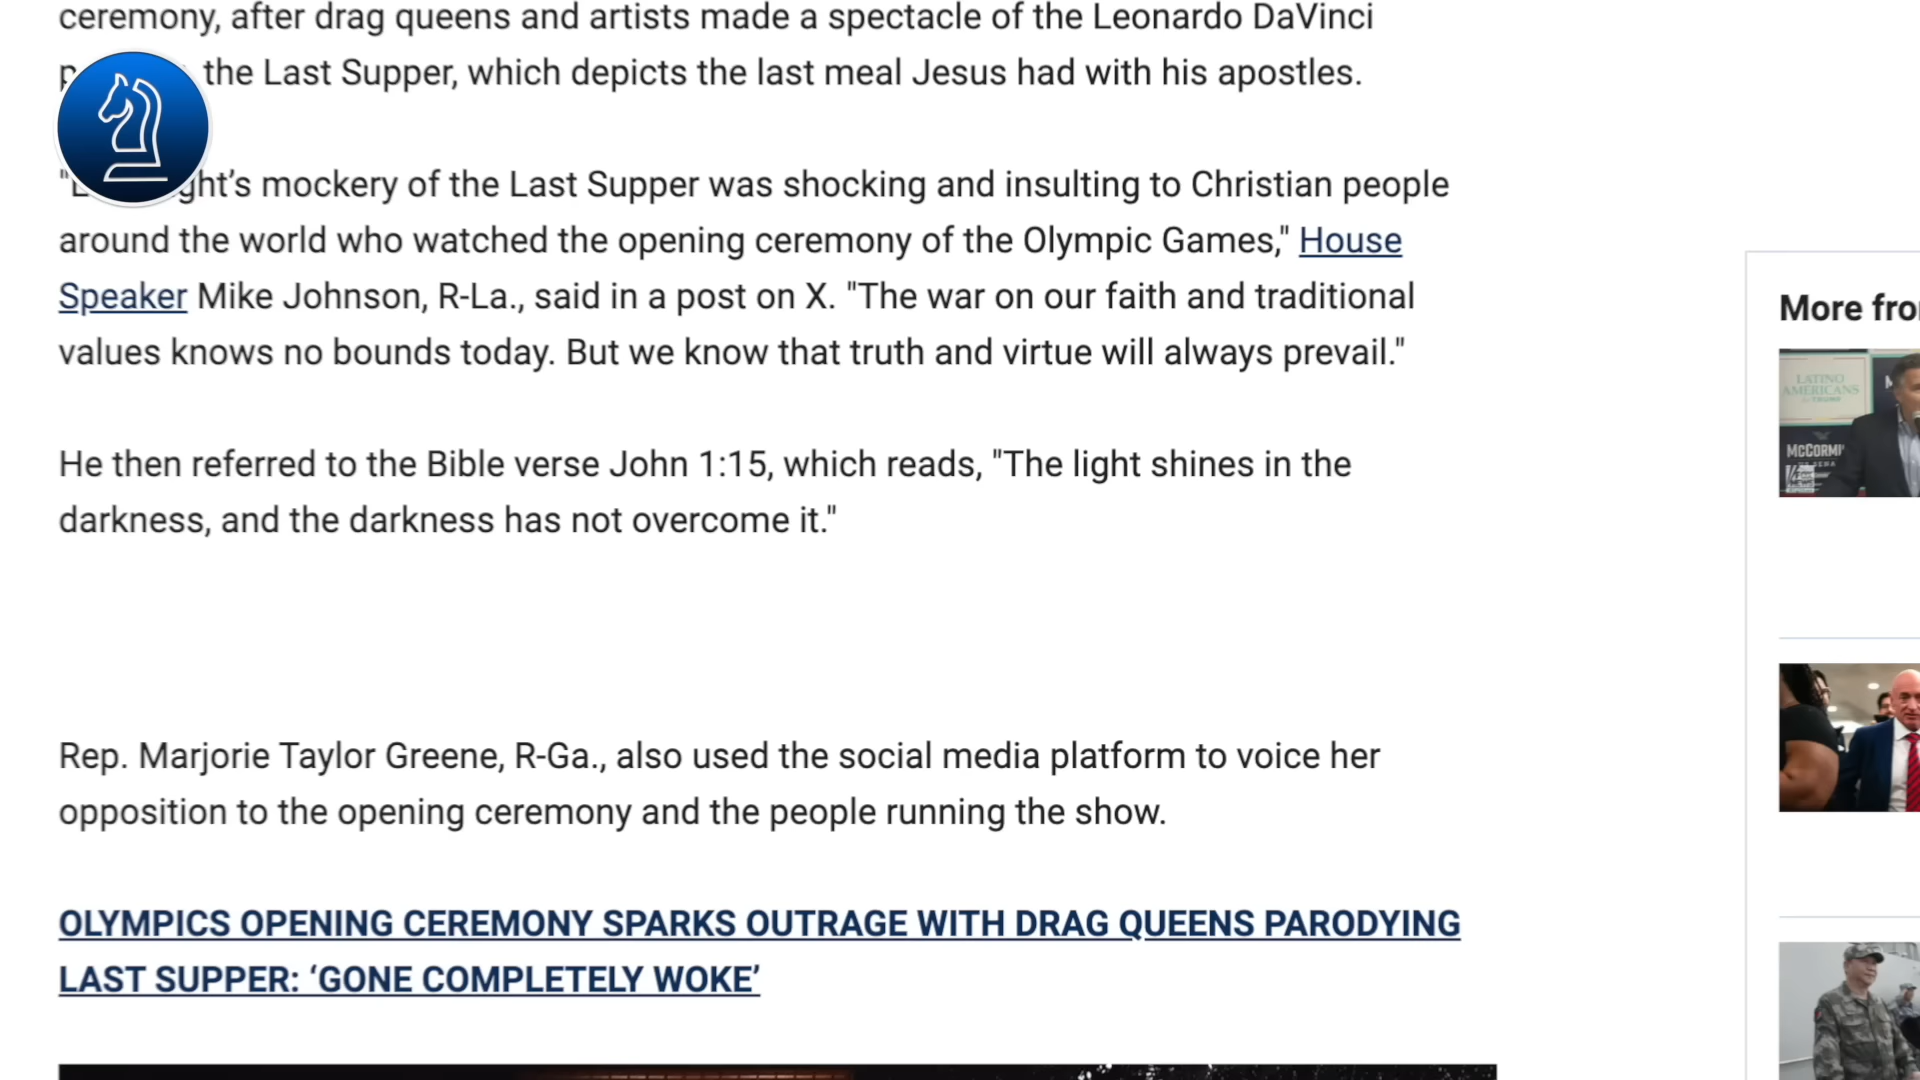 ceremony, after drag queens and artists made a spectacle of the Leonardo DaVinci
the Last Supper, which depicts the last meal Jesus had with his apostles.
mockery of the Last Supper was shocking and insulting to Christian people
around the world who watched the opening ceremony of the Olympic Games," House
Speaker Mike Johnson, R-La., said in a post on X. "The war on our faith and traditional
values knows no bounds today. But we know that truth and virtue will always prevail."
He then referred to the Bible verse John 1:15, which reads, "The light shines in the
darkness, and the darkness has not overcome it."
Rep. Marjorie Taylor Greene, R-Ga., also used the social media platform to voice her
opposition to the opening ceremony and the people running the show.
OLYMPICS OPENING CEREMONY SPARKS OUTRAGE WITH DRAG QUEENS PARODYING
LAST SUPPER: ‘GONE COMPLETELY WOKE’
More
LATINO
AMERICANS